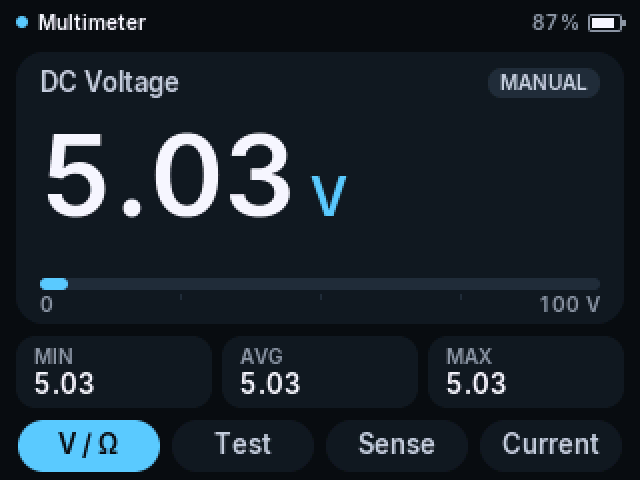 Multimeter 87%
DC Voltage MANUAL
5.03 V
0 100 V
MIN AVG MAX
5.03 5.03 5.03
V / Ω Test Sense Current